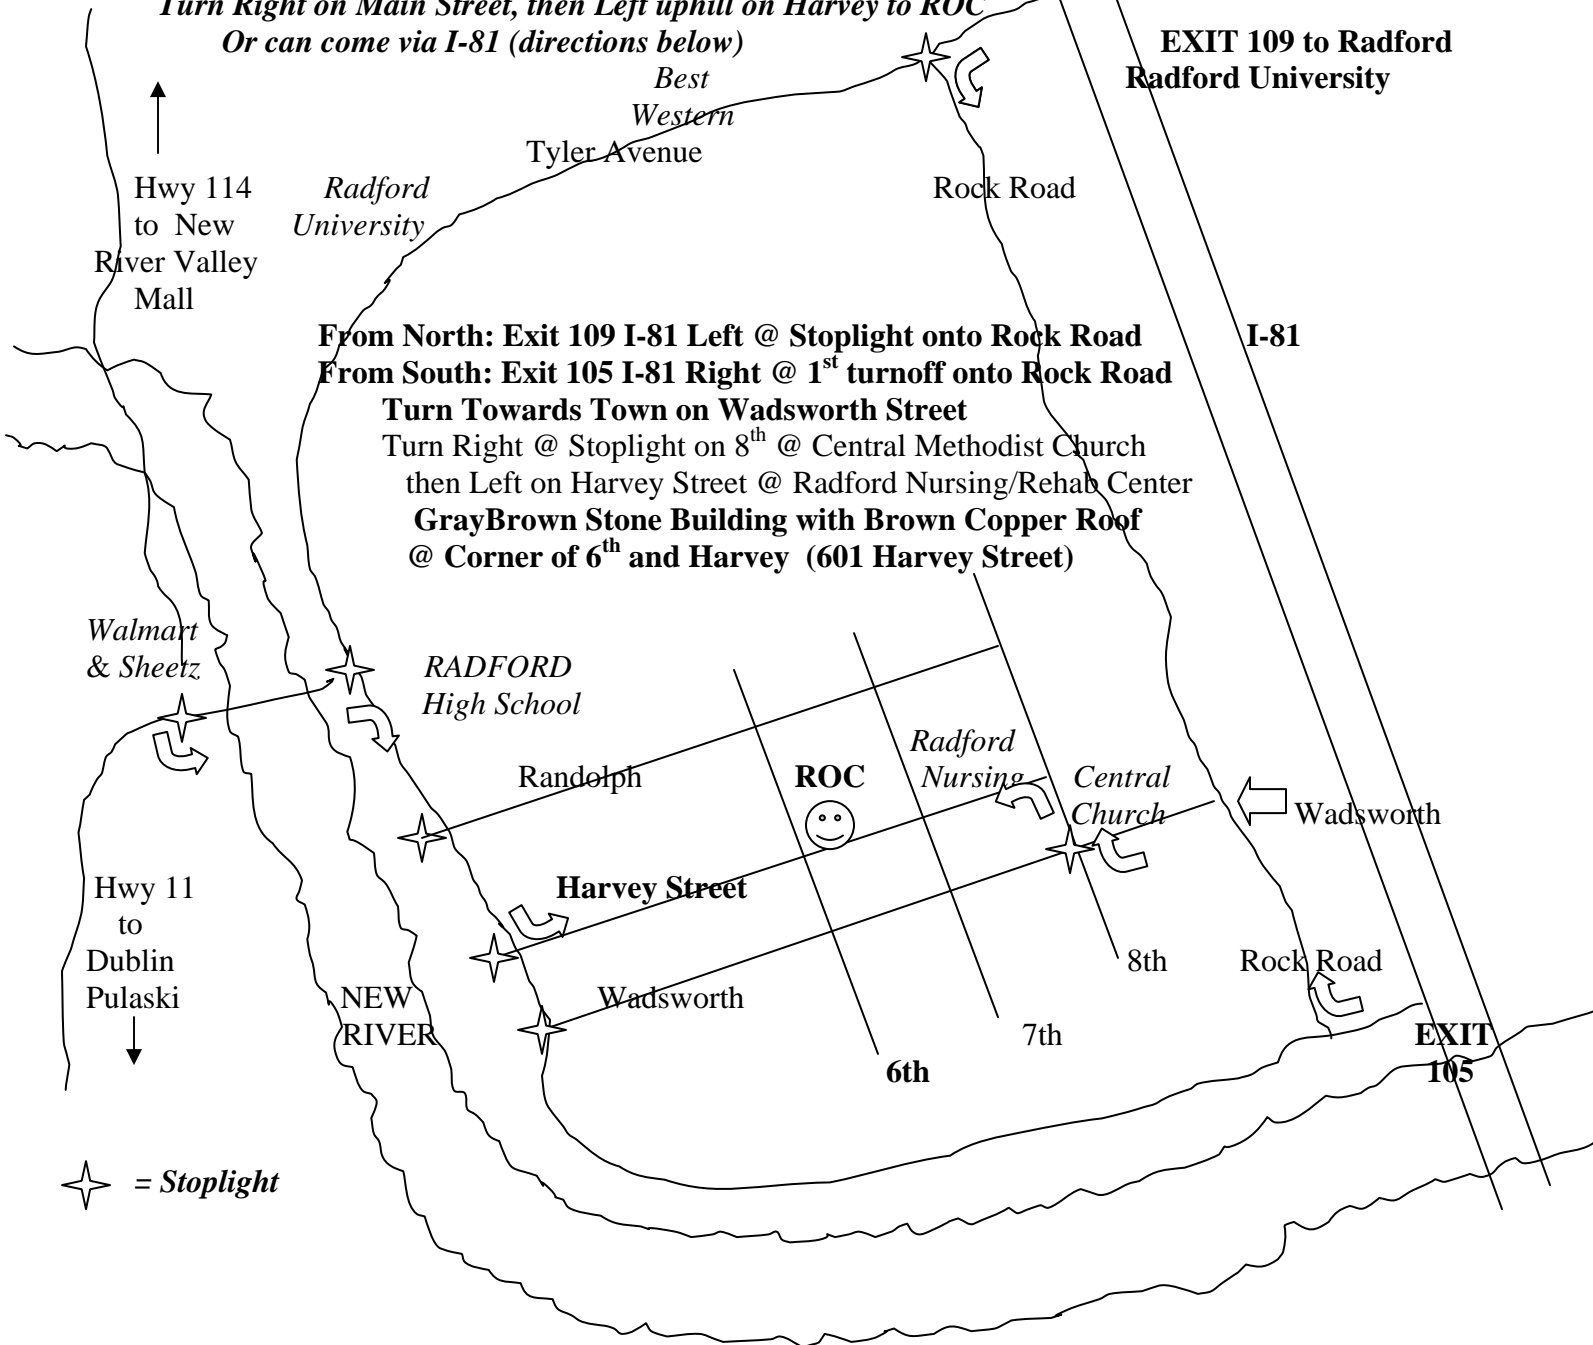 Turn Right on Main Street, then Left uphill on Harvey to ROC
Or can come via I-81 (directions below)
EXIT 109 to Radford
Radford University
Best
Western
Tyler Avenue
Hwy 114
to New
River Valley
Mall
Radford
University
Rock Road
From North: Exit 109 I-81 Left @ Stoplight onto Rock Road
I-81
From South: Exit 105 I-81 Right @ 1st turnoff onto Rock Road
Turn Towards Town on Wadsworth Street
Turn Right @ Stoplight on 8th @ Central Methodist Church
then Left on Harvey Street @ Radford Nursing/Rehab Center
GrayBrown Stone Building with Brown Copper Roof
@ Corner of 6th and Harvey (601 Harvey Street)
Walmart
& Sheetz
RADFORD
High School
Radford
Nursing
Randolph
ROC
Central
Church
Wadsworth
Hwy 11
to
Dublin
Pulaski
Harvey Street
8th
Rock Road
NEW
RIVER
Wadsworth
7th
EXIT
105
6th
= Stoplight